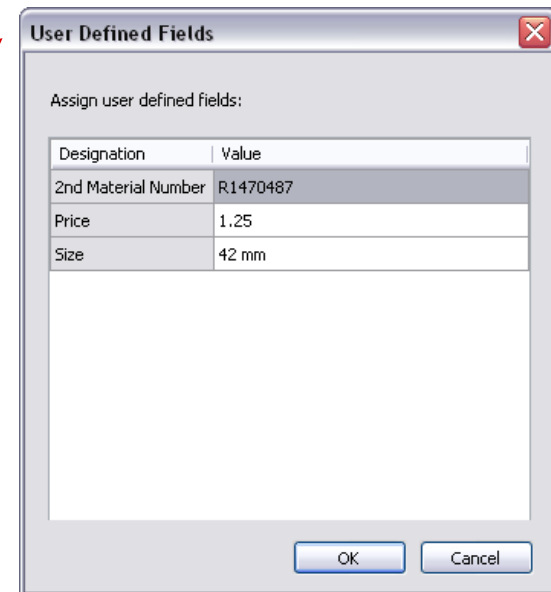 User Defined Fields
Assign user defined fields:
Designation Value
2nd Material Number R1470487
Price 1.25
Size 42 mm
OK Cancel